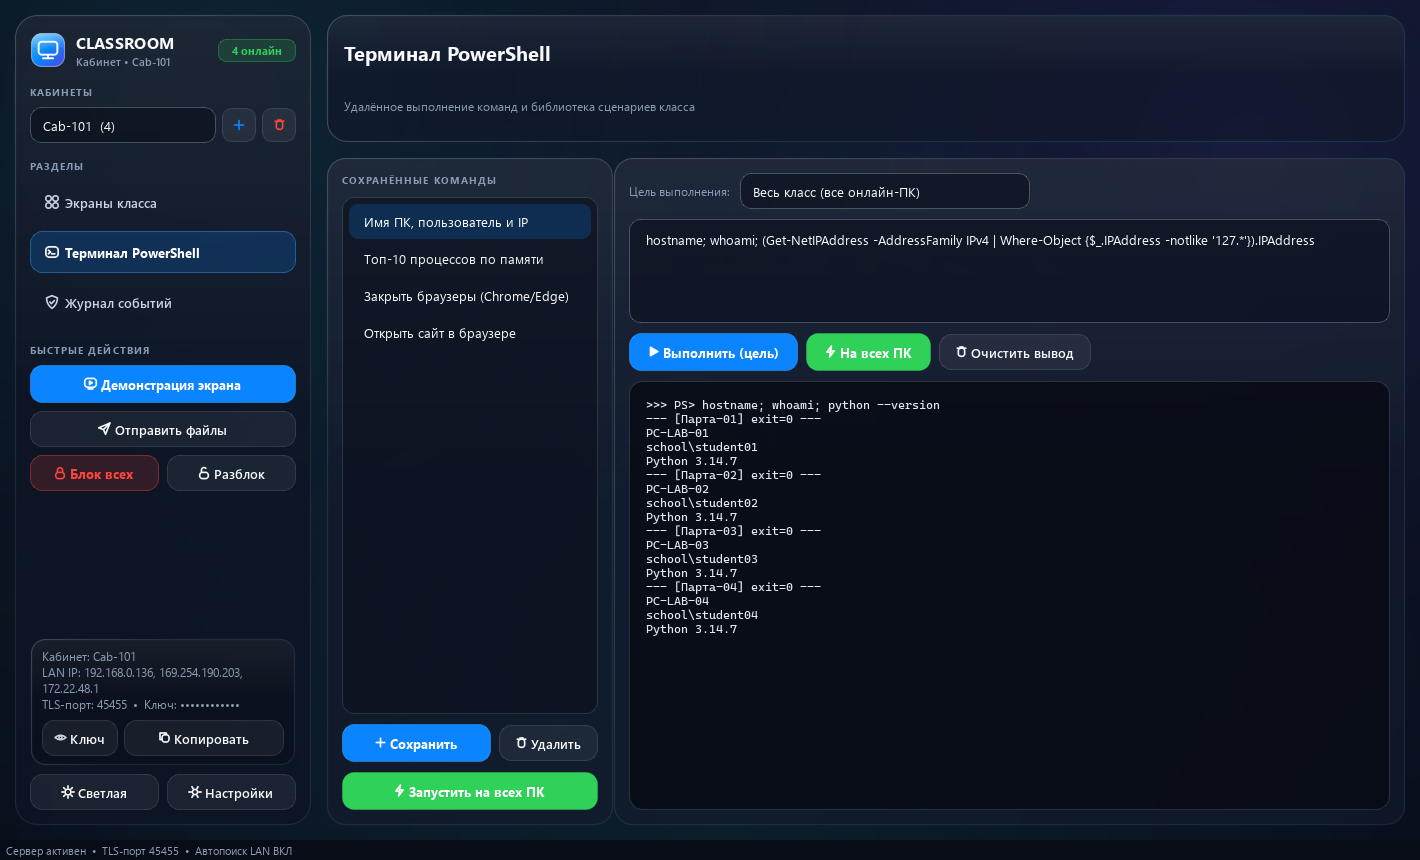 CLASSROOM
Кабинет • Cab-101
4 онлайн
КАБИНЕТЫ
Cab-101 (4)
РАЗДЕЛЫ
Экраны класса
Терминал PowerShell
Журнал событий
БЫСТРЫЕ ДЕЙСТВИЯ
Демонстрация экрана
Отправить файлы
Блок всех
Разблок
Кабинет: Cab-101
LAN IP: 192.168.0.136, 169.254.190.203,
172.22.48.1
TLS-порт: 45455 • Ключ: ••••••••••••
Ключ
Копировать
Светлая
Настройки
Терминал PowerShell
Удалённое выполнение команд и библиотека сценариев класса
СОХРАНЁННЫЕ КОМАНДЫ
Имя ПК, пользователь и IP
Топ-10 процессов по памяти
Закрыть браузеры (Chrome/Edge)
Открыть сайт в браузере
Сохранить
Удалить
Запустить на всех ПК
Цель выполнения:
Весь класс (все онлайн-ПК)
hostname; whoami; (Get-NetIPAddress -AddressFamily IPv4 | Where-Object {$_.IPAddress -notlike '127.*'}).IPAddress
Выполнить (цель)
На всех ПК
Очистить вывод
>>> PS> hostname; whoami; python --version
--- [Парта-01] exit=0 ---
PC-LAB-01
school\student01
Python 3.14.7
--- [Парта-02] exit=0 ---
PC-LAB-02
school\student02
Python 3.14.7
--- [Парта-03] exit=0 ---
PC-LAB-03
school\student03
Python 3.14.7
--- [Парта-04] exit=0 ---
PC-LAB-04
school\student04
Python 3.14.7
Сервер активен • TLS-порт 45455 • Автопоиск LAN ВКЛ